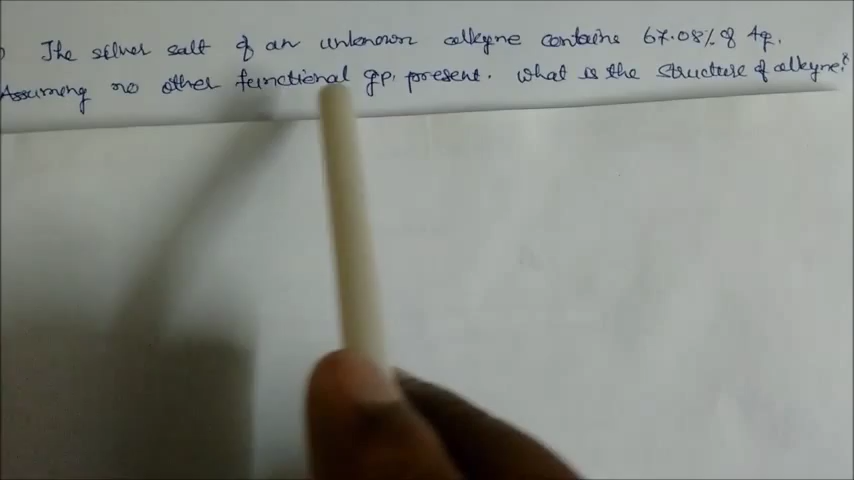 ) The silver salt of an unknown alkyne contains 67.08% of Ag.
Assuming no other functional gp. present. What is the structure of alkyne?